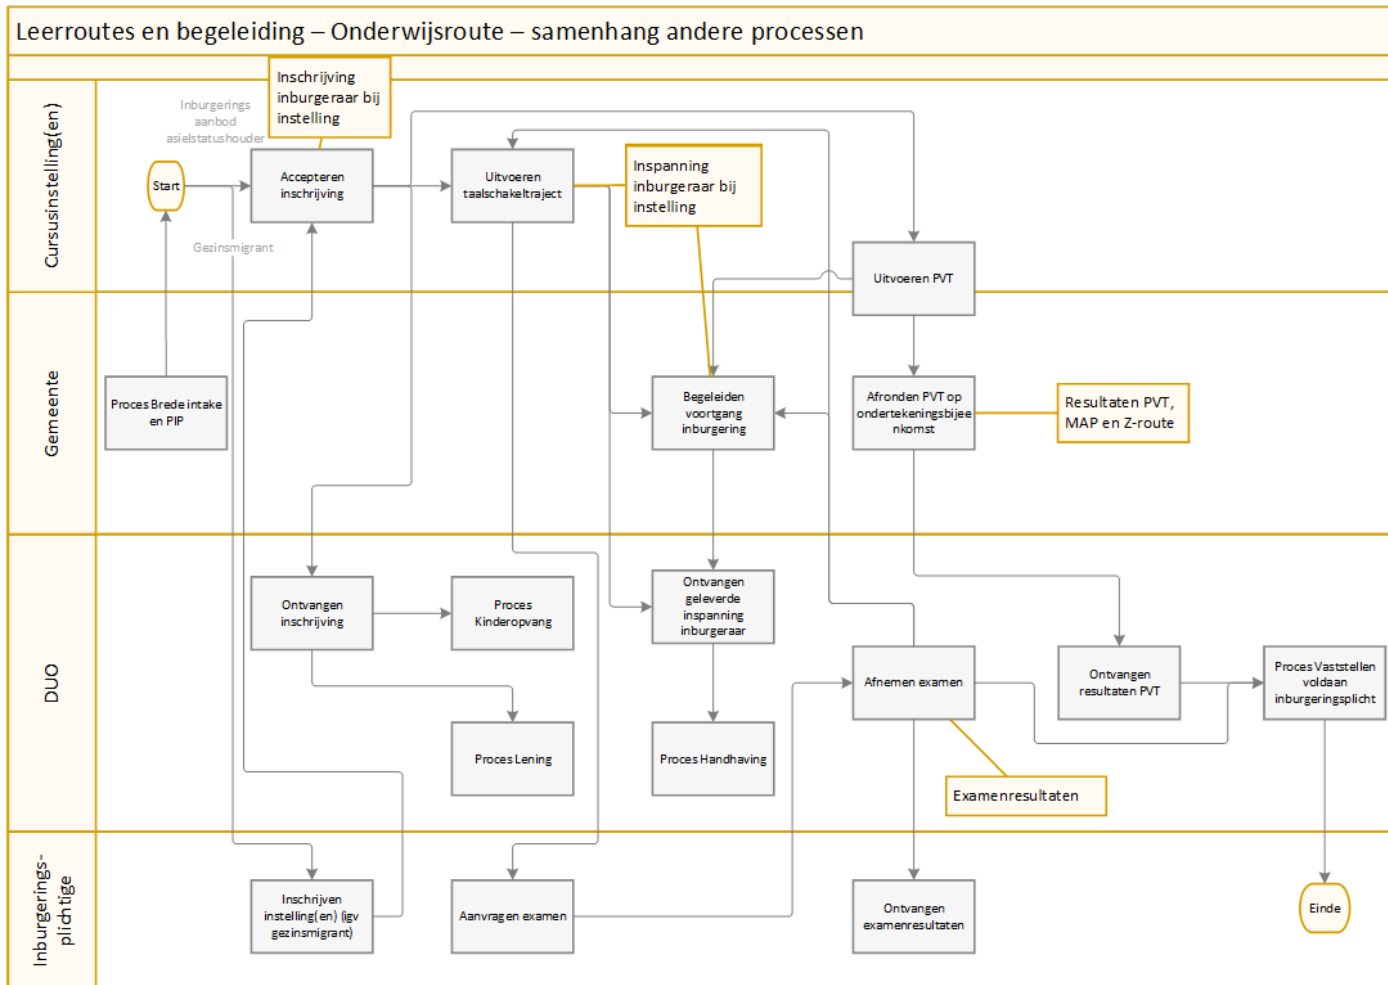 Leerroutes en begeleiding – Onderwijsroute – samenhang andere processen
Cursusinstelling(en)
Inburgerings
aanbod
asielstatushouder
Inschrijving
inburgeraar bij
instelling
Start
Accepteren
inschrijving
Uitvoeren
taalschakeltraject
Inspanning
inburgeraar bij
instelling
Gezinsmigrant
Uitvoeren PVT
Gemeente
Proces Brede intake
en PIP
Begeleiden
voortgang
inburgering
Afronden PVT op
ondertekeningsbijee
nkomst
Resultaten PVT,
MAP en Z-route
DUO
Ontvangen
inschrijving
Proces
Kinderopvang
Ontvangen
geleverde
inspanning
inburgeraar
Afnemen examen
Ontvangen
resultaten PVT
Proces Vaststellen
voldaan
inburgeringsplicht
Proces Lening
Proces Handhaving
Examenresultaten
Inburgerings-
plichtige
Inschrijven
instelling(en) (igv
gezinsmigrant)
Aanvragen examen
Ontvangen
examenresultaten
Einde